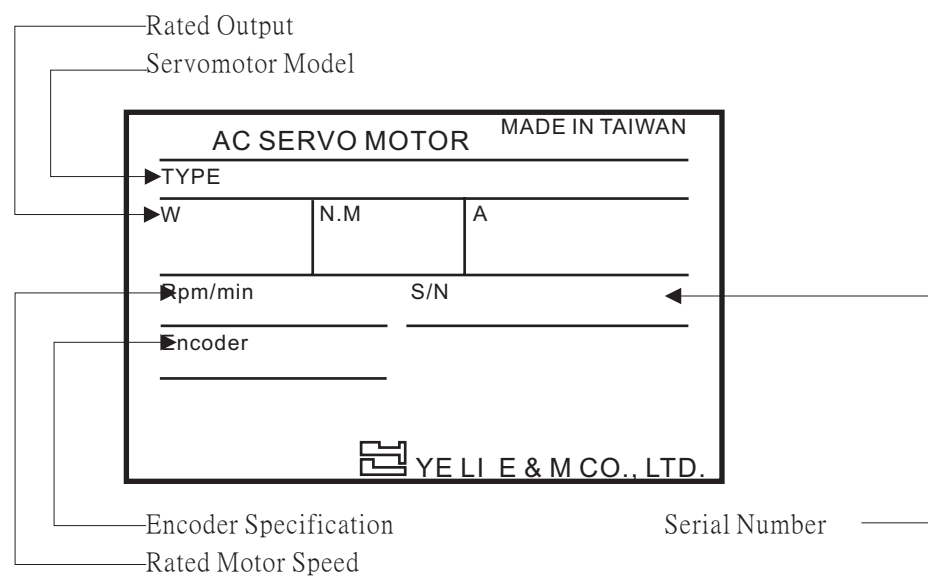 Rated Output
Servomotor Model
AC SERVO MOTOR MADE IN TAIWAN
TYPE
W N.M A
Rpm/min S/N
Encoder
YE LI E & M CO., LTD.
Encoder Specification Serial Number
Rated Motor Speed